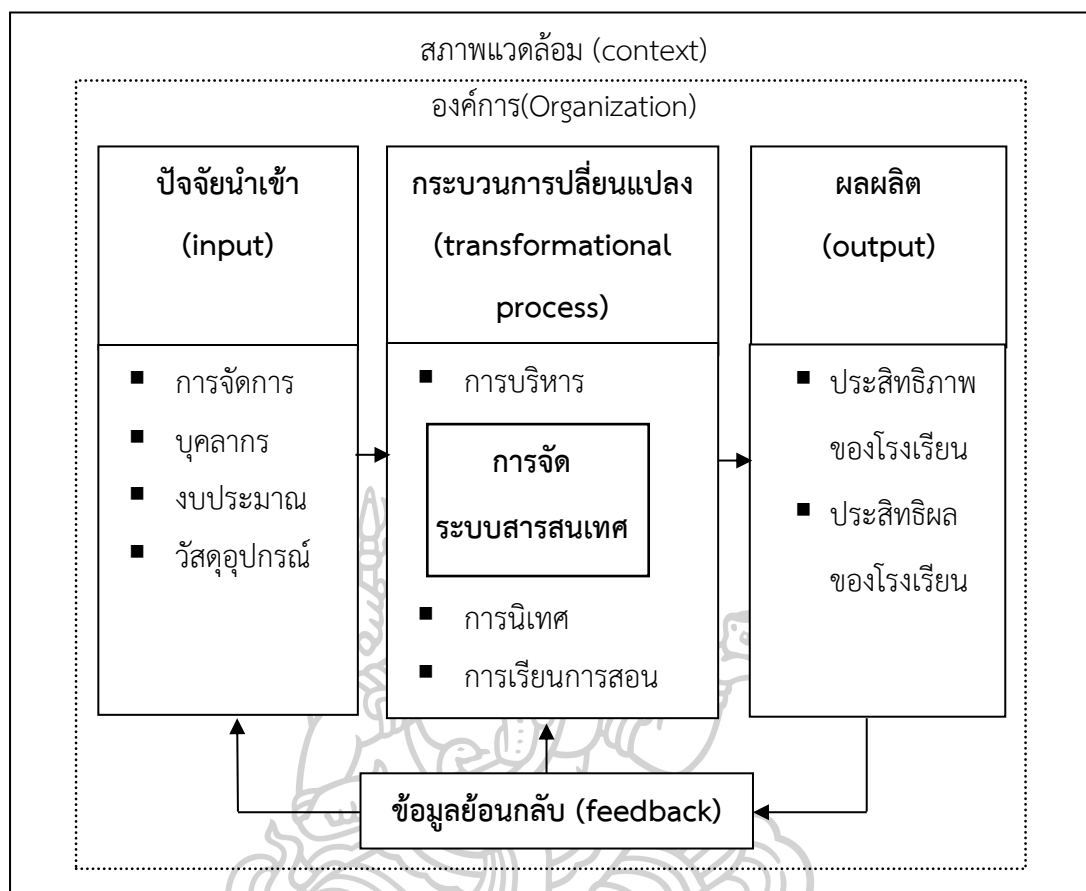 สภาพแวดล้อม (context)
องค์การ(Organization)
ปัจจัยนำเข้า
(input)
▪ การจัดการ
▪ บุคลากร
▪ งบประมาณ
▪ วัสดุอุปกรณ์
กระบวนการเปลี่ยนแปลง
(transformational
process)
▪ การบริหาร
การจัด
ระบบสารสนเทศ
▪ การนิเทศ
▪ การเรียนการสอน
ผลผลิต
(output)
▪ ประสิทธิภาพ
ของโรงเรียน
▪ ประสิทธิผล
ของโรงเรียน
ข้อมูลย้อนกลับ (feedback)